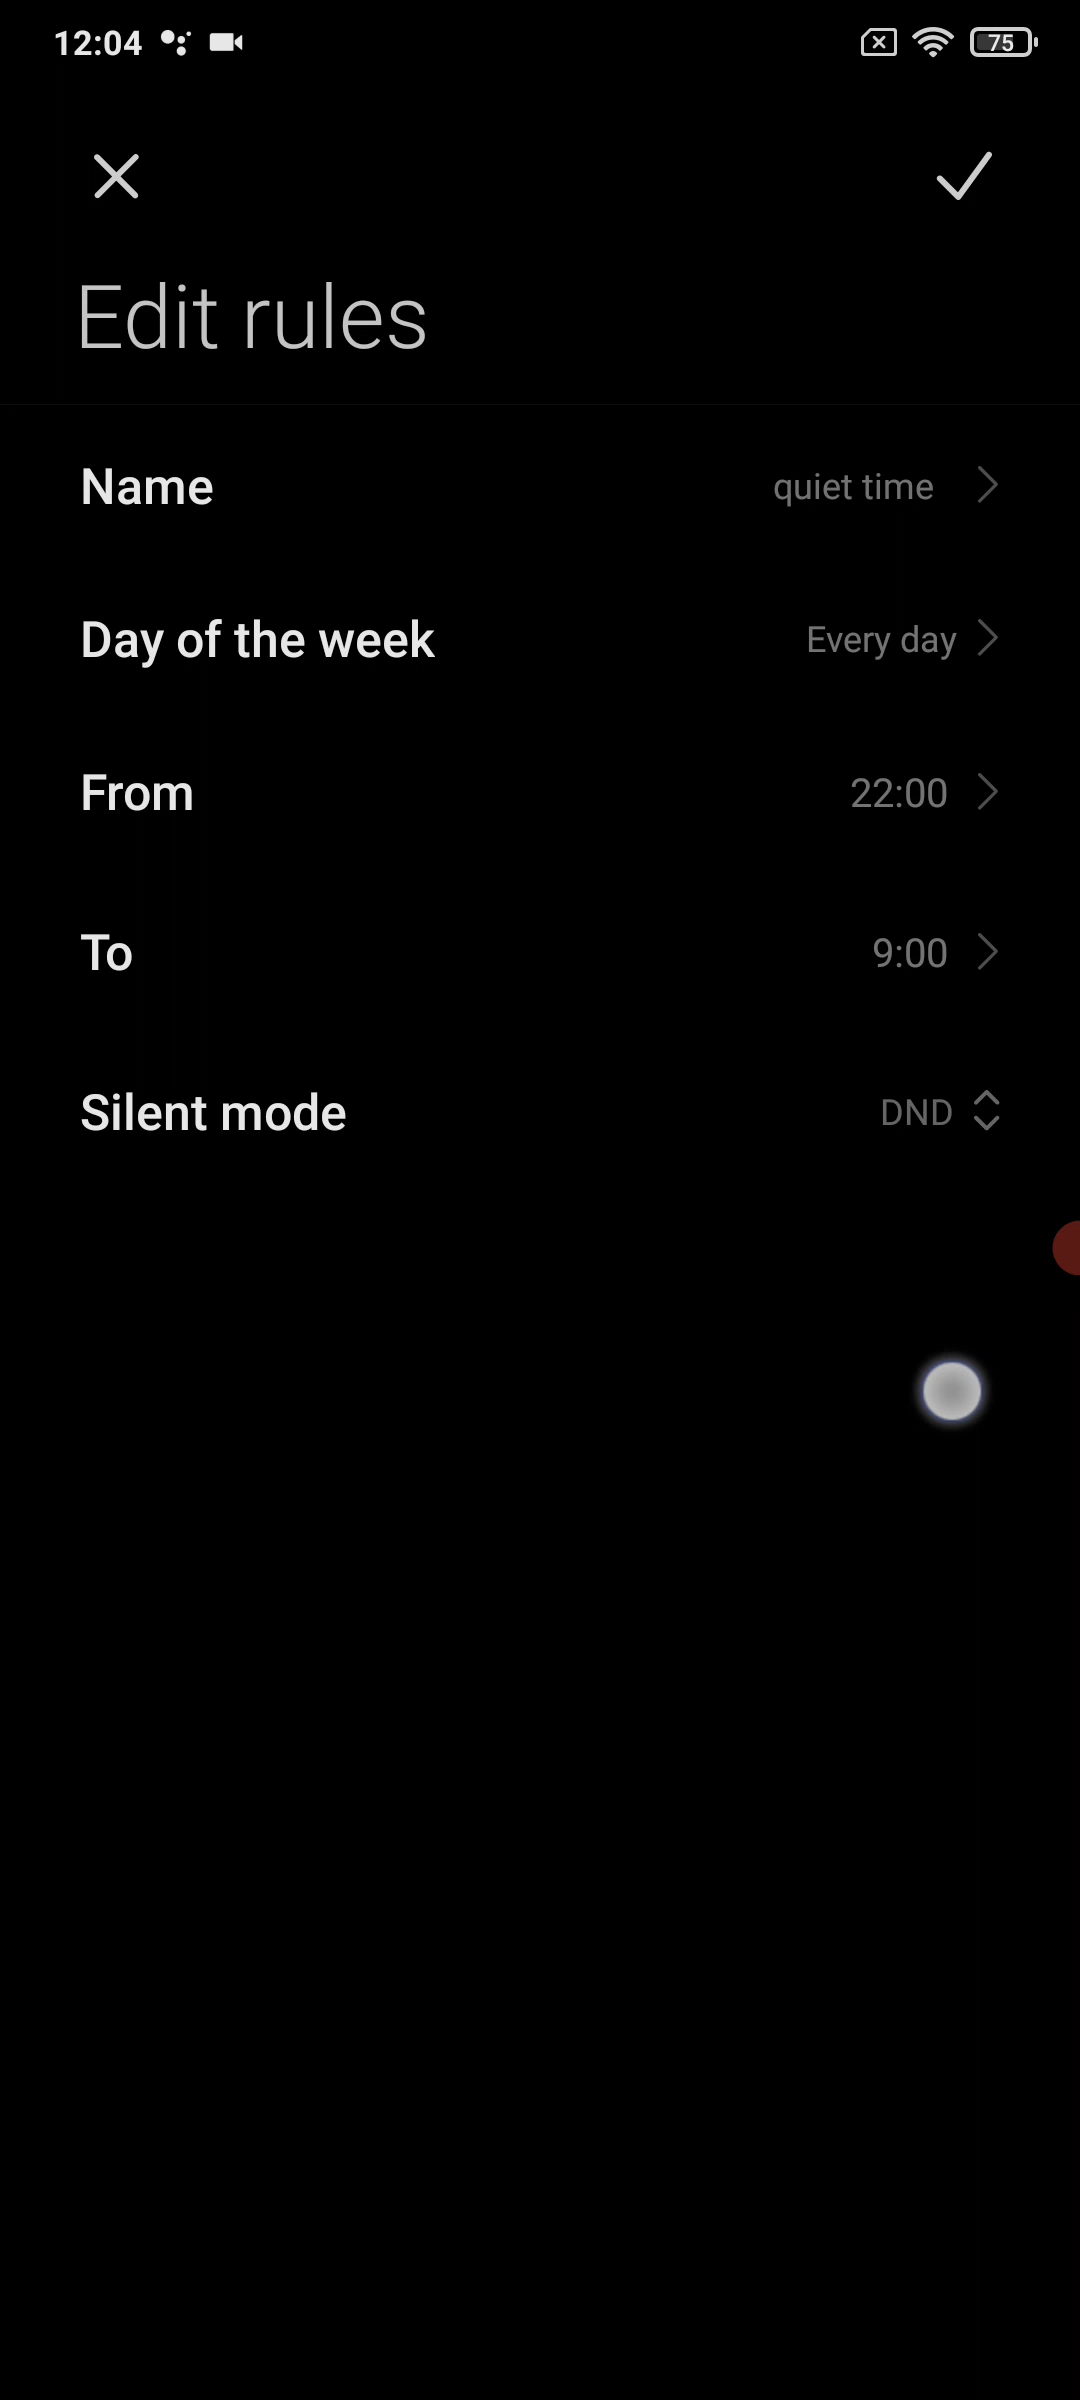 12:04 75
Edit rules
Name quiet time
Day of the week Every day
From 22:00
To 9:00
Silent mode DND